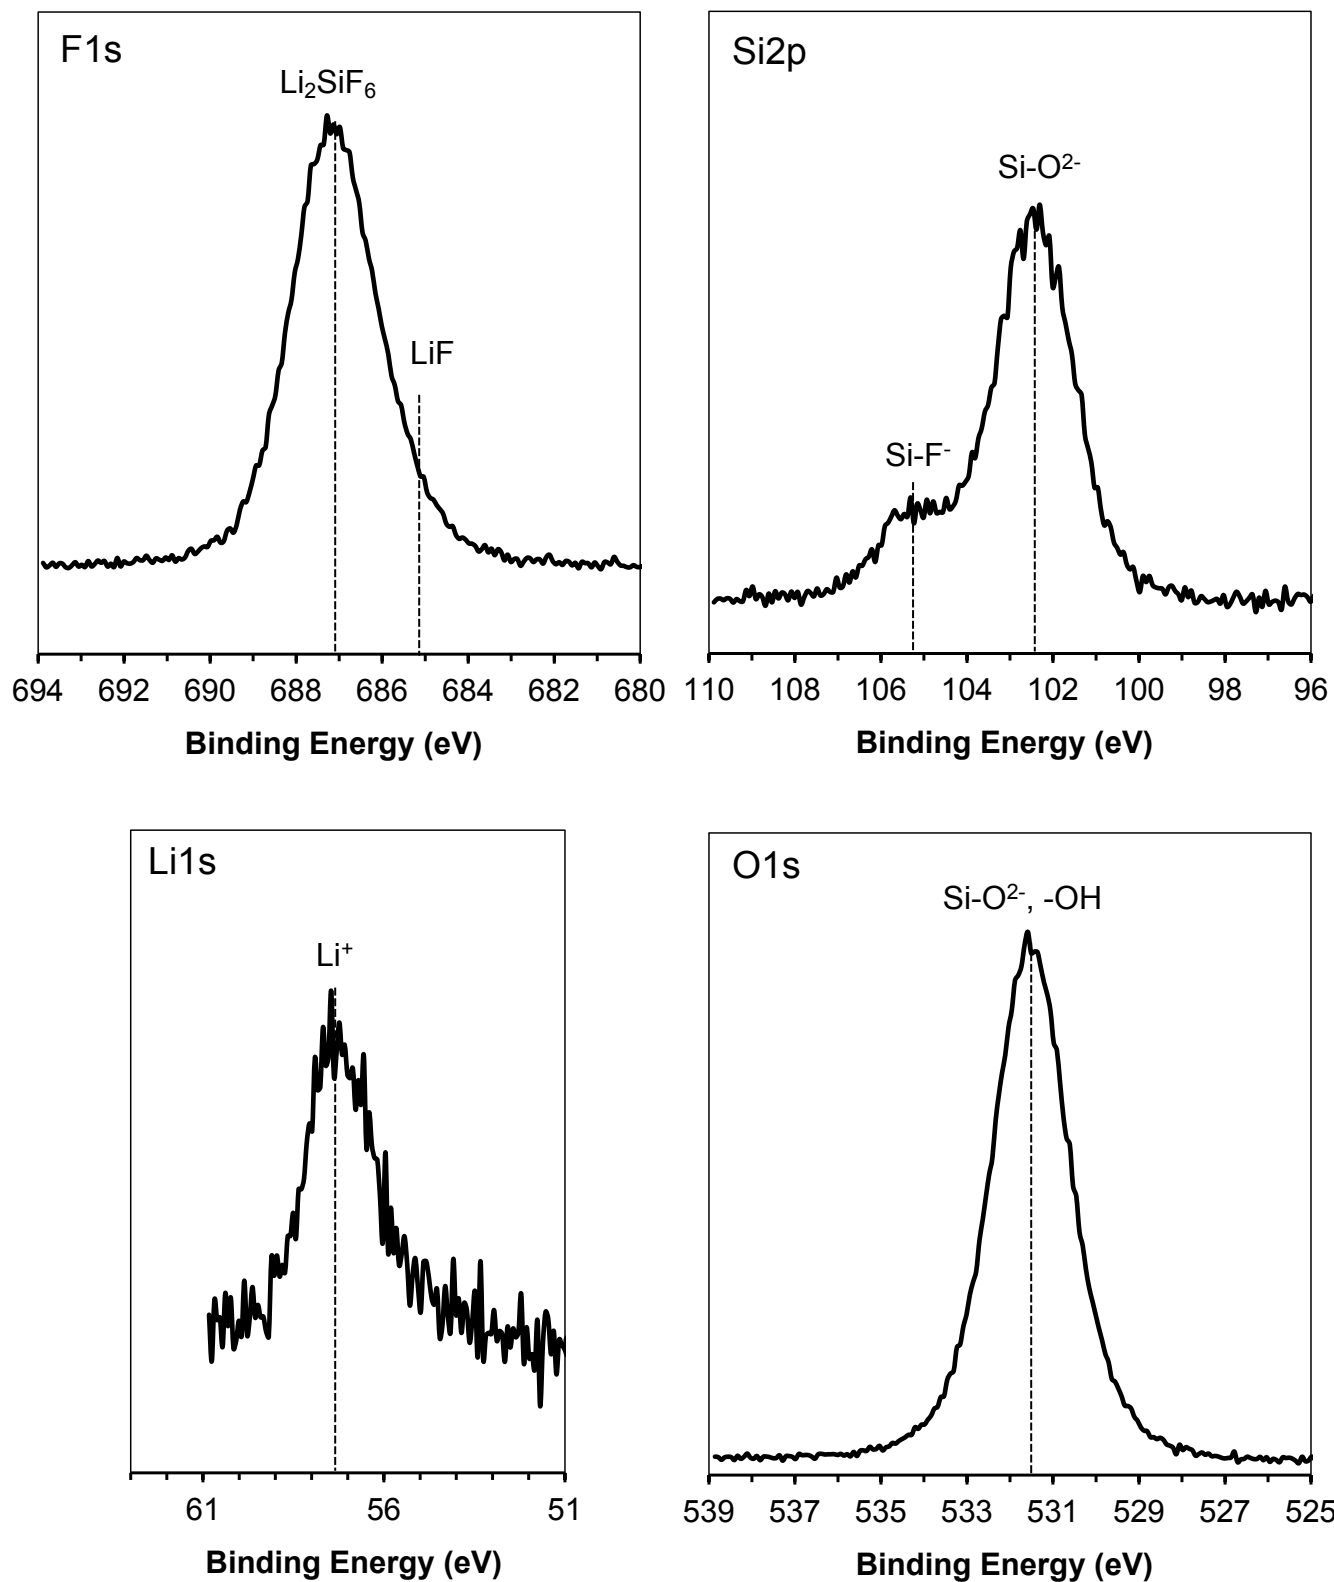 F1s
Li₂SiF₆
LiF
694 692 690 688 686 684 682 680
Binding Energy (eV)
Si2p
Si-O²⁻
Si-F⁻
110 108 106 104 102 100 98 96
Binding Energy (eV)
Li1s
Li⁺
61 56 51
Binding Energy (eV)
O1s
Si-O²⁻, -OH
539 537 535 533 531 529 527 525
Binding Energy (eV)